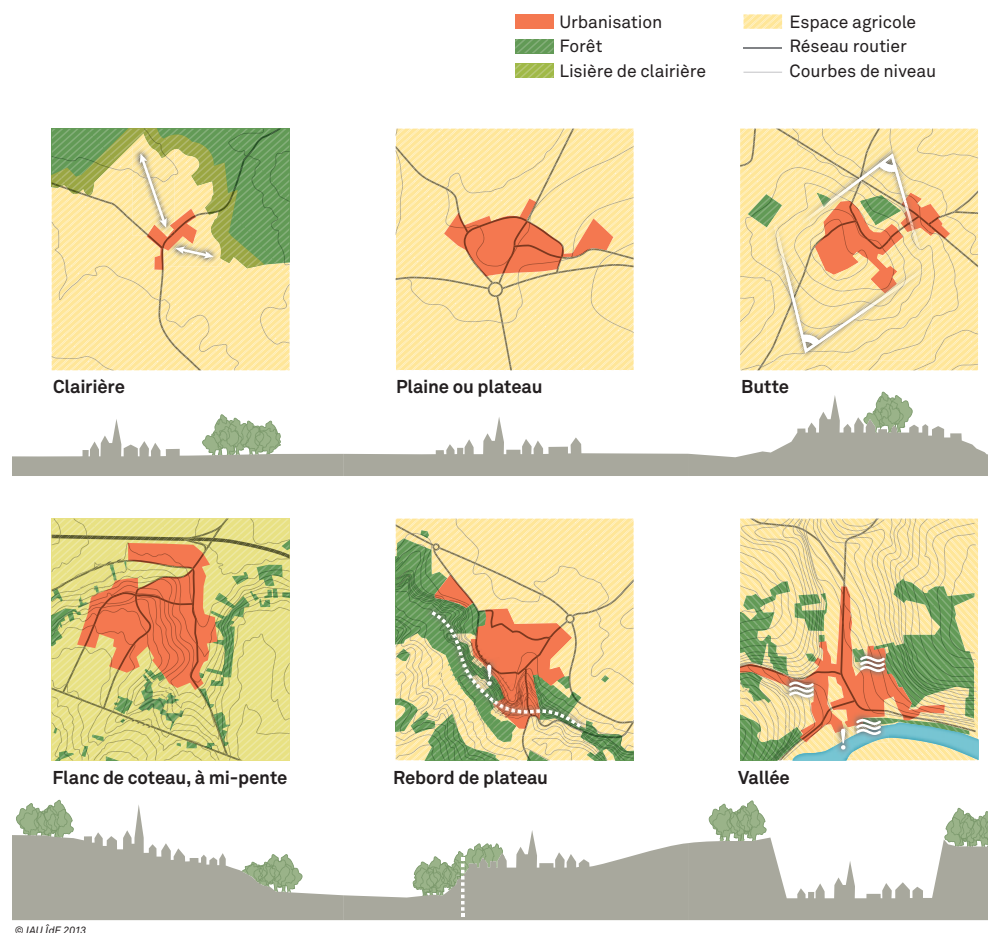 Urbanisation
Forêt
Lisière de clairière
Espace agricole
Réseau routier
Courbes de niveau
Clairière
Plaine ou plateau
Butte
Flanc de coteau, à mi-pente
Rebord de plateau
Vallée
© IAU ÎdF 2013